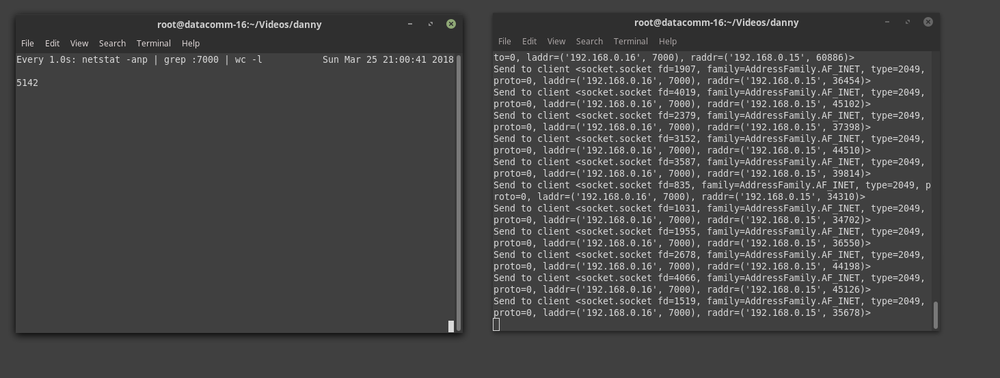 root@datacomm-16:~/Videos/danny
File Edit View Search Terminal Help
Every 1.0s: netstat -anp | grep :7000 | wc -l Sun Mar 25 21:00:41 2018
5142
root@datacomm-16:~/Videos/danny
File Edit View Search Terminal Help
to=0, laddr=('192.168.0.16', 7000), raddr=('192.168.0.15', 60886)>
Send to client <socket.socket fd=1907, family=AddressFamily.AF_INET, type=2049,
proto=0, laddr=('192.168.0.16', 7000), raddr=('192.168.0.15', 36454)>
Send to client <socket.socket fd=4019, family=AddressFamily.AF_INET, type=2049,
proto=0, laddr=('192.168.0.16', 7000), raddr=('192.168.0.15', 45102)>
Send to client <socket.socket fd=2379, family=AddressFamily.AF_INET, type=2049,
proto=0, laddr=('192.168.0.16', 7000), raddr=('192.168.0.15', 37398)>
Send to client <socket.socket fd=3152, family=AddressFamily.AF_INET, type=2049,
proto=0, laddr=('192.168.0.16', 7000), raddr=('192.168.0.15', 44510)>
Send to client <socket.socket fd=3587, family=AddressFamily.AF_INET, type=2049,
proto=0, laddr=('192.168.0.16', 7000), raddr=('192.168.0.15', 39814)>
Send to client <socket.socket fd=835, family=AddressFamily.AF_INET, type=2049, p
roto=0, laddr=('192.168.0.16', 7000), raddr=('192.168.0.15', 34310)>
Send to client <socket.socket fd=1031, family=AddressFamily.AF_INET, type=2049,
proto=0, laddr=('192.168.0.16', 7000), raddr=('192.168.0.15', 34702)>
Send to client <socket.socket fd=1955, family=AddressFamily.AF_INET, type=2049,
proto=0, laddr=('192.168.0.16', 7000), raddr=('192.168.0.15', 36550)>
Send to client <socket.socket fd=2678, family=AddressFamily.AF_INET, type=2049,
proto=0, laddr=('192.168.0.16', 7000), raddr=('192.168.0.15', 44198)>
Send to client <socket.socket fd=4066, family=AddressFamily.AF_INET, type=2049,
proto=0, laddr=('192.168.0.16', 7000), raddr=('192.168.0.15', 45126)>
Send to client <socket.socket fd=1519, family=AddressFamily.AF_INET, type=2049,
proto=0, laddr=('192.168.0.16', 7000), raddr=('192.168.0.15', 35678)>